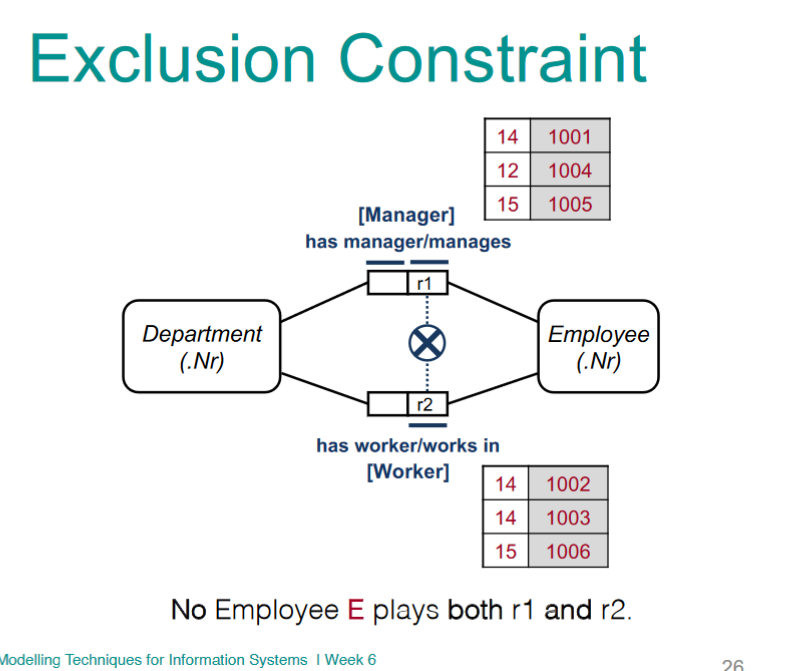 Exclusion Constraint
14 1001
12 1004
15 1005
[Manager]
has manager/manages
r1
Department
(.Nr)
Employee
(.Nr)
r2
has worker/works in
[Worker]
14 1002
14 1003
15 1006
No Employee E plays both r1 and r2.
Modelling Techniques for Information Systems | Week 6
26